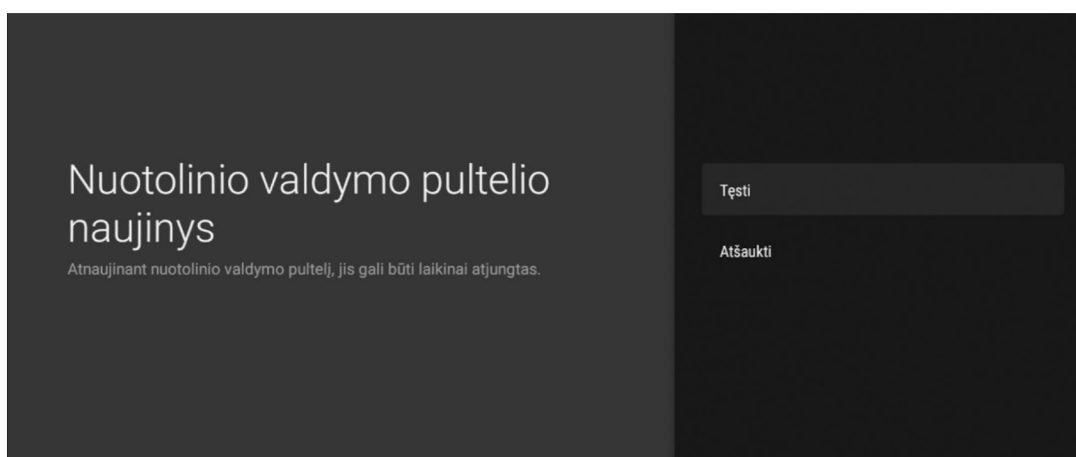 Nuotolinio valdymo pultelio
naujinys
Atnaujinant nuotolinio valdymo pultelį, jis gali būti laikinai atjungtas.
Tęsti
Atšaukti